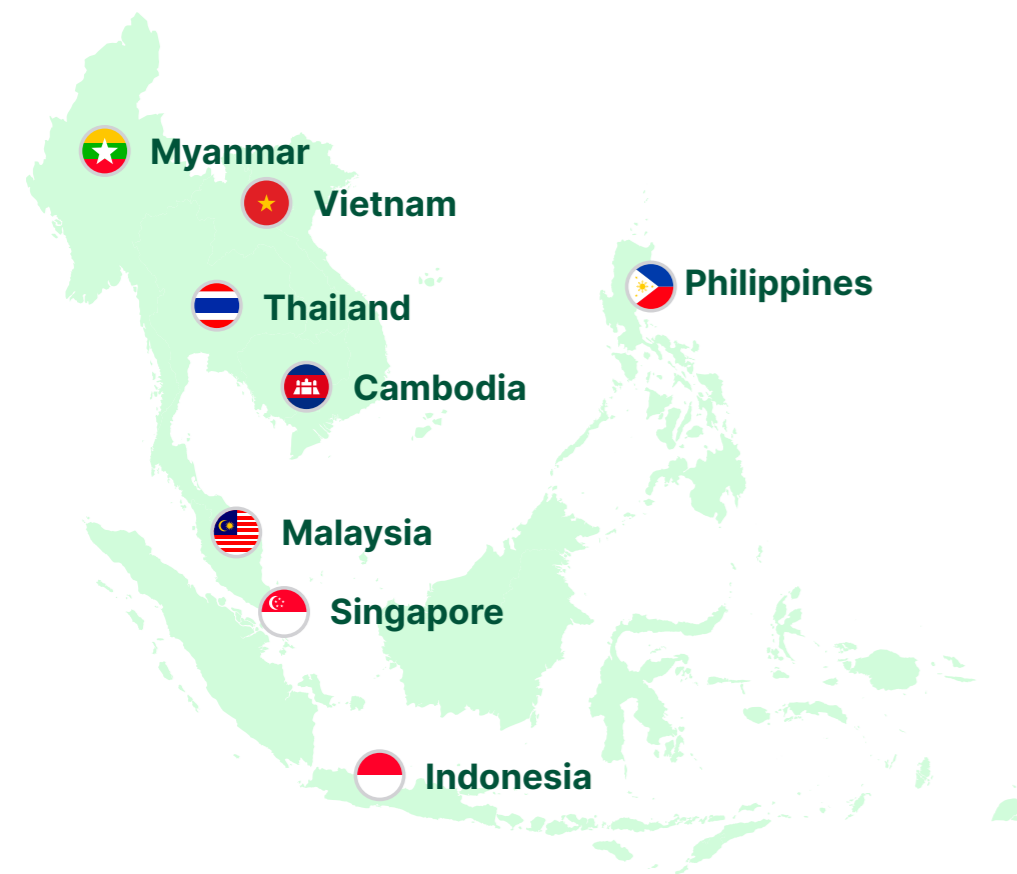 Myanmar
Vietnam
Philippines
Thailand
Cambodia
Malaysia
Singapore
Indonesia